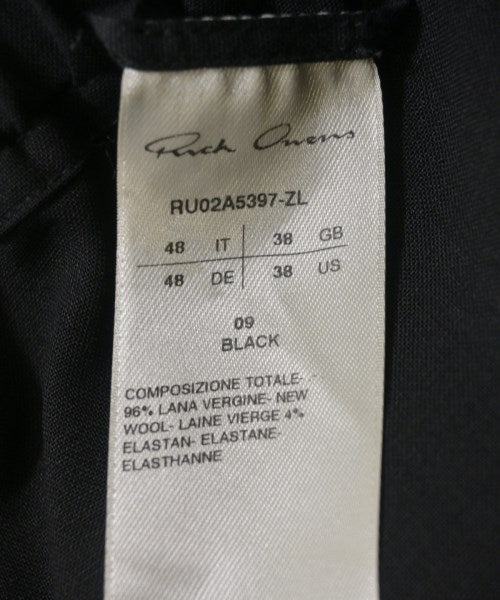 Rick Owens
RU02A5397-ZL
48 IT 38 GB
48 DE 38 US
09
BLACK
COMPOSIZIONE TOTALE-
96% LANA VERGINE- NEW
WOOL- LAINE VIERGE 4%
ELASTAN- ELASTANE-
ELASTHANNE